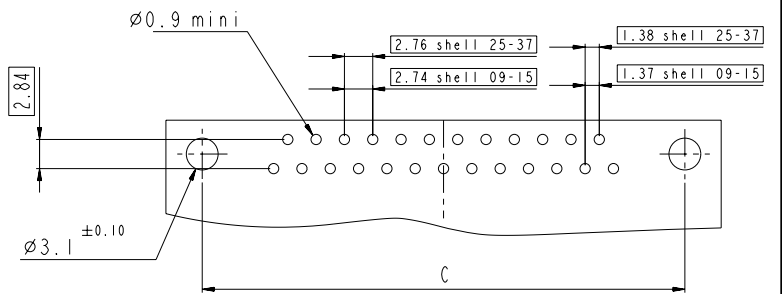 Ø0.9 mini
2.76 shell 25-37
1.38 shell 25-37
2.74 shell 09-15
1.37 shell 09-15
2.84
Ø3.1 ±0.10
C